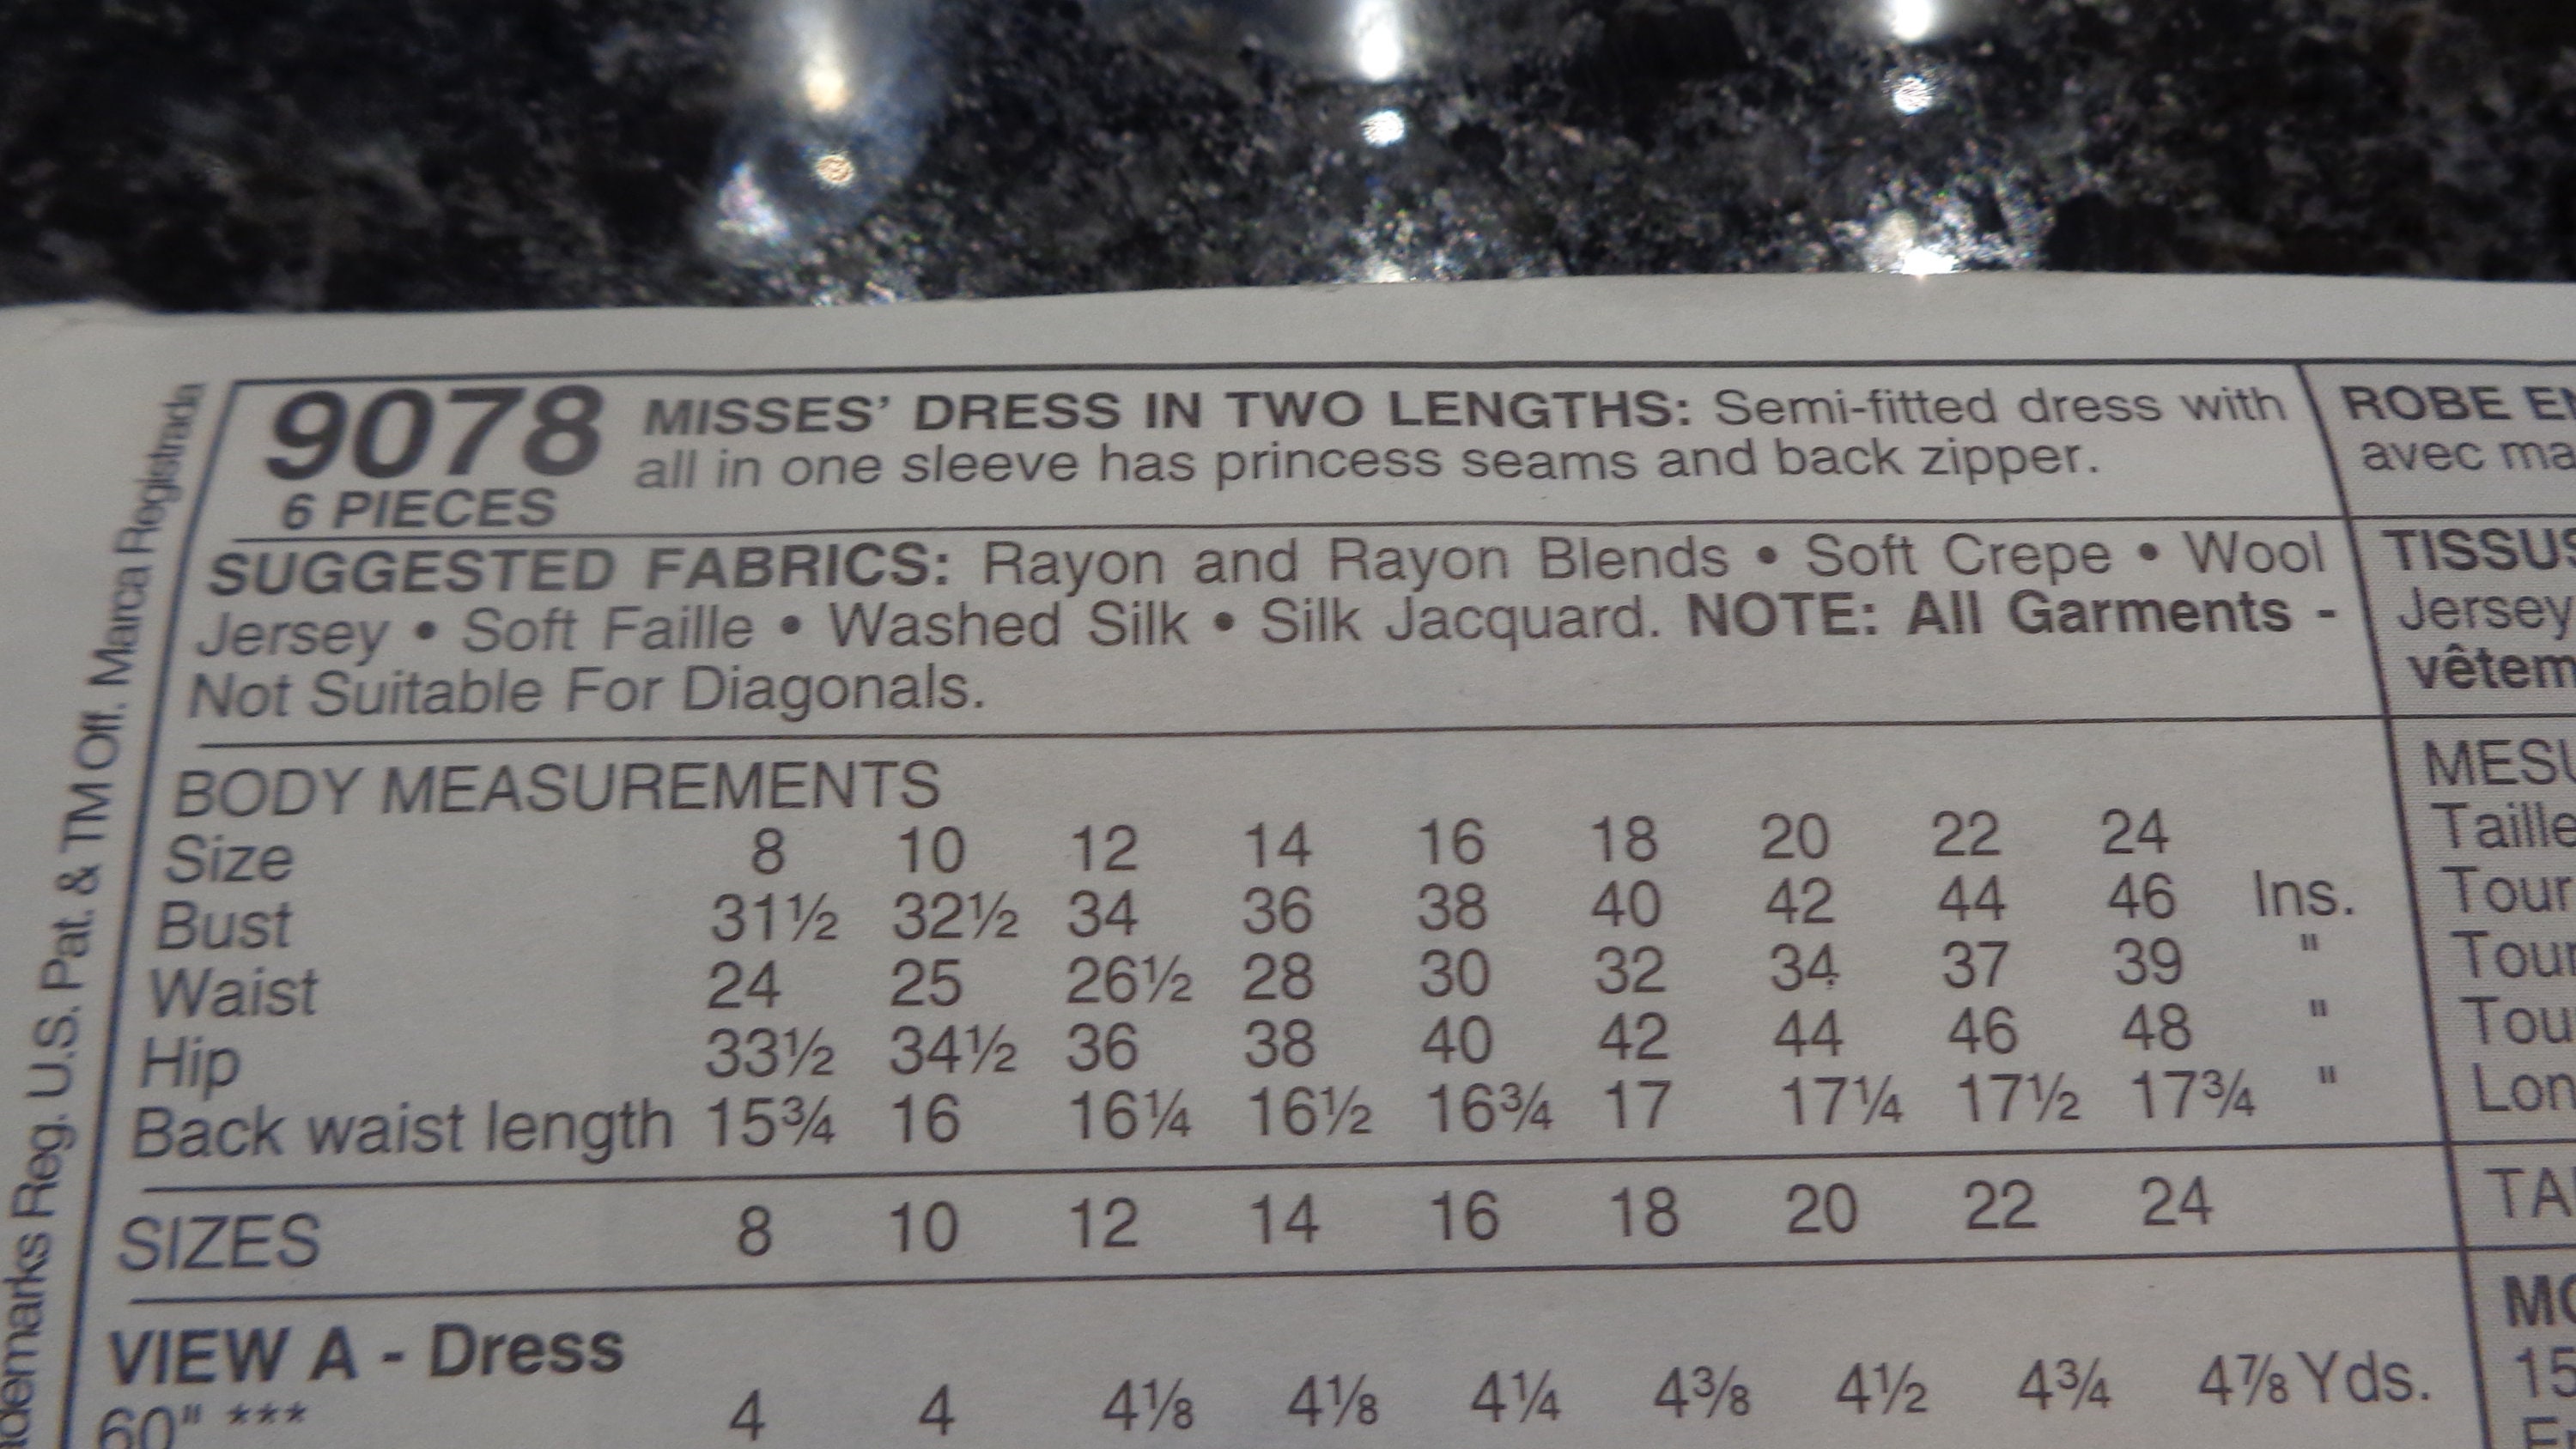 9078 MISSES' DRESS IN TWO LENGTHS: Semi-fitted dress with
all in one sleeve has princess seams and back zipper.
6 PIECES
SUGGESTED FABRICS: Rayon and Rayon Blends • Soft Crepe • Wool
Jersey • Soft Faille • Washed Silk • Silk Jacquard. NOTE: All Garments -
Not Suitable For Diagonals.
BODY MEASUREMENTS
Size 8 10 12 14 16 18 20 22 24
Bust 31½ 32½ 34 36 38 40 42 44 46 Ins.
Waist 24 25 26½ 28 30 32 34 37 39 "
Hip 33½ 34½ 36 38 40 42 44 46 48 "
Back waist length 15¾ 16 16¼ 16½ 16¾ 17 17¼ 17½ 17¾ "
SIZES 8 10 12 14 16 18 20 22 24
VIEW A - Dress
60" *** 4 4 4⅛ 4⅛ 4¼ 4⅜ 4½ 4¾ 4⅞ Yds.
demarks Reg. U.S. Pat. & TM Off. Marca Registrada
ROBE E
avec ma
TISSUS
Jersey
vêtem
MESU
Taille
Tour
Tour
Tou
Lon
TA
MO
15